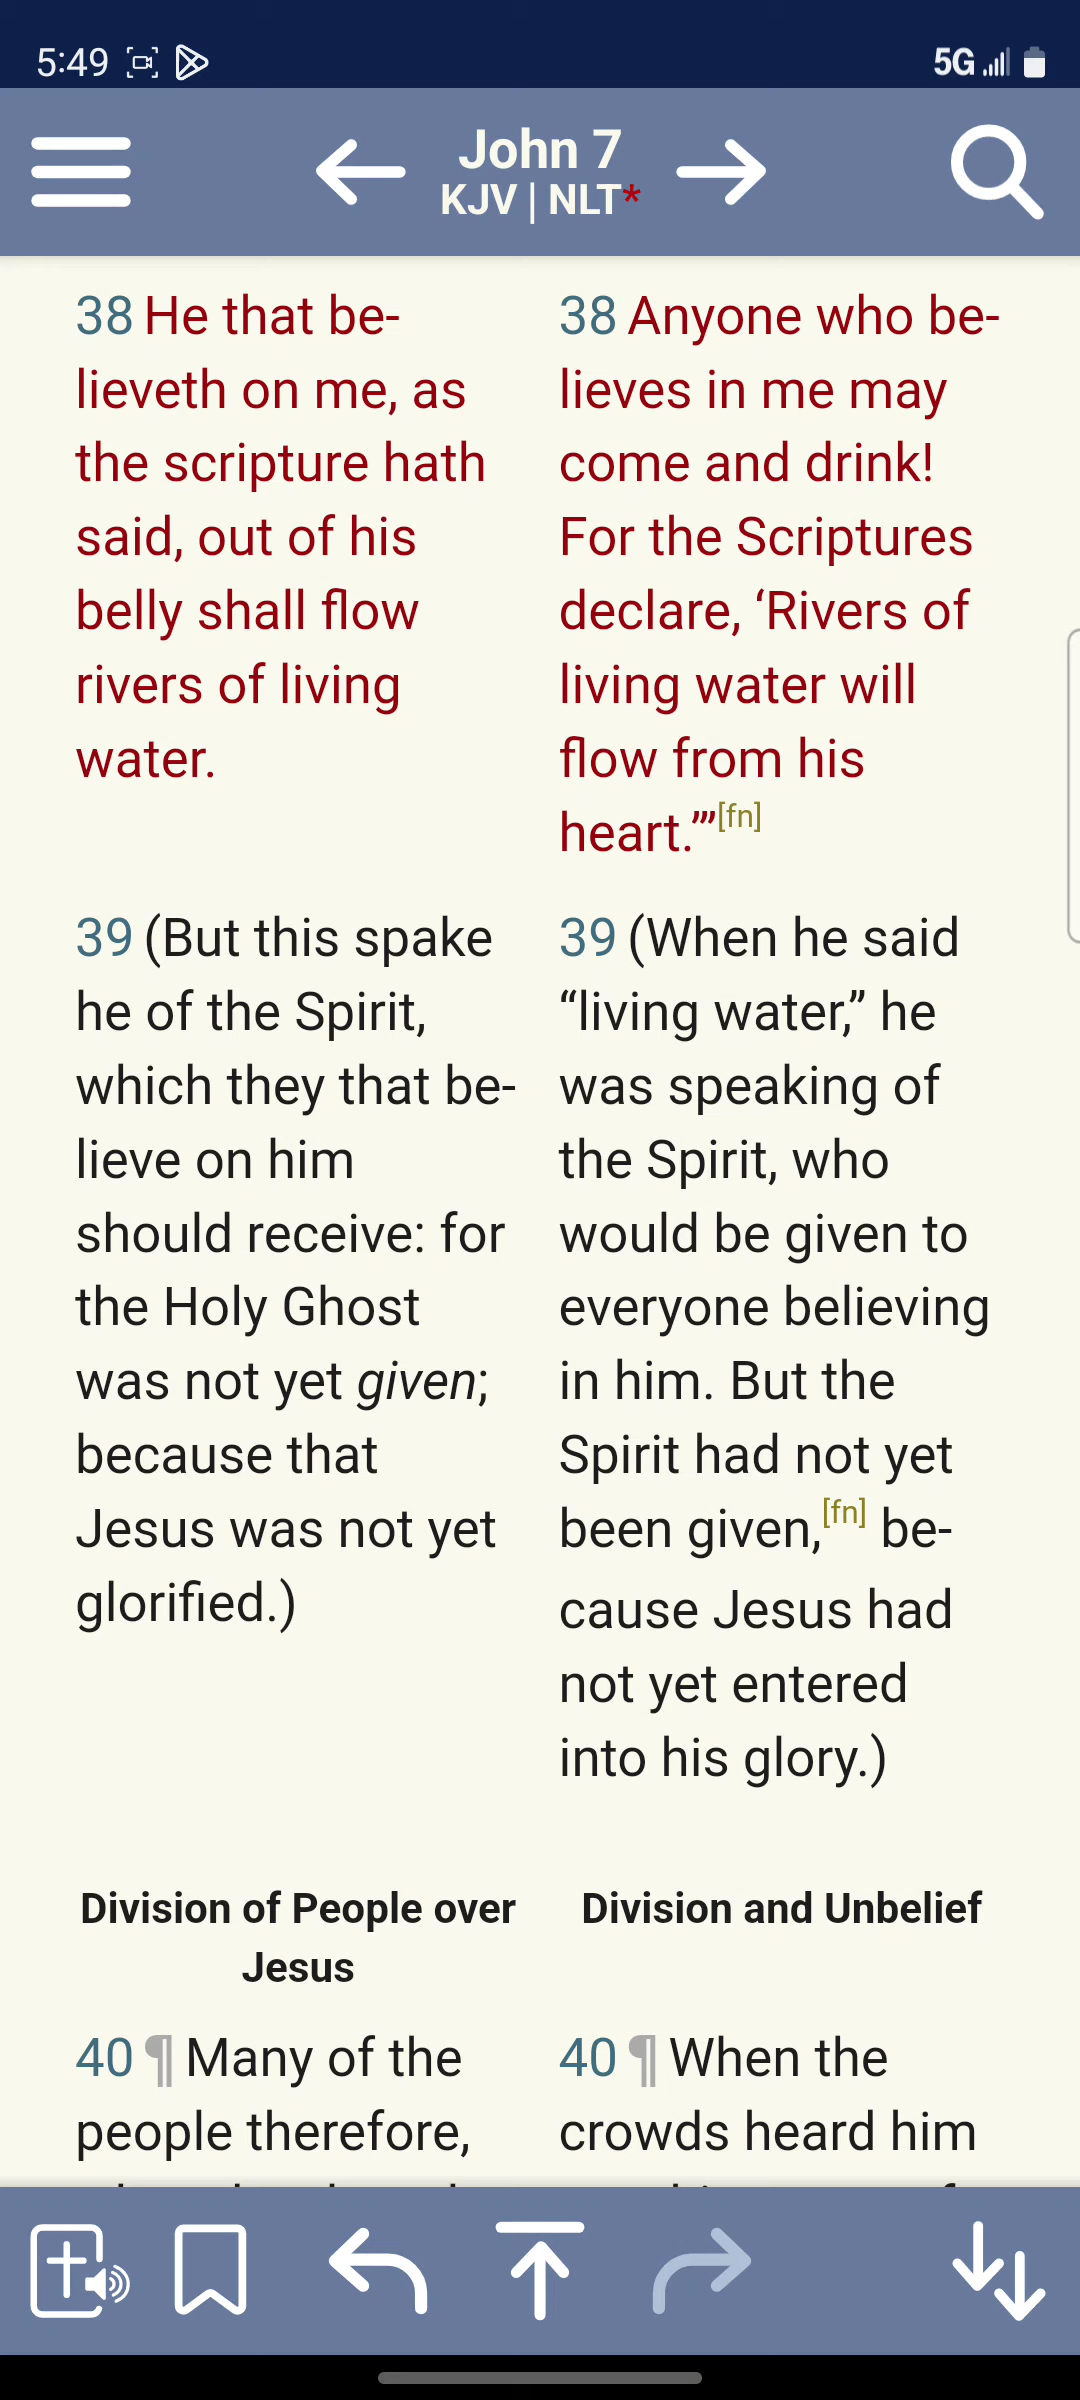 5:49
5G
John 7
KJV | NLT*
38 He that be-
lieveth on me, as
the scripture hath
said, out of his
belly shall flow
rivers of living
water.
39 (But this spake
he of the Spirit,
which they that be-
lieve on him
should receive: for
the Holy Ghost
was not yet given;
because that
Jesus was not yet
glorified.)
Division of People over
Jesus
40 ¶ Many of the
people therefore,
38 Anyone who be-
lieves in me may
come and drink!
For the Scriptures
declare, ‘Rivers of
living water will
flow from his
heart.’”[fn]
39 (When he said
“living water,” he
was speaking of
the Spirit, who
would be given to
everyone believing
in him. But the
Spirit had not yet
been given,[fn] be-
cause Jesus had
not yet entered
into his glory.)
Division and Unbelief
40 ¶ When the
crowds heard him